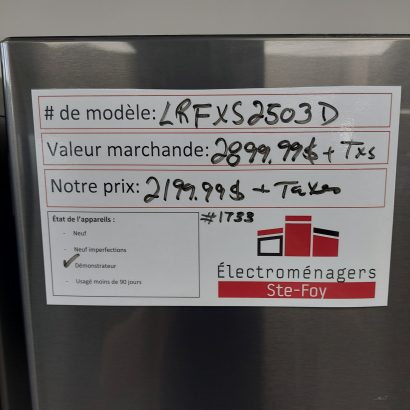 # de modèle: LRFXS2503D
Valeur marchande: 2899.99$ + Txs
Notre prix: 2199.99$ + Taxes
#1733
État de l'appareils :
- Neuf
- Neuf imperfections
✓ Démonstrateur
- Usagé moins de 90 jours
Électroménagers
Ste-Foy